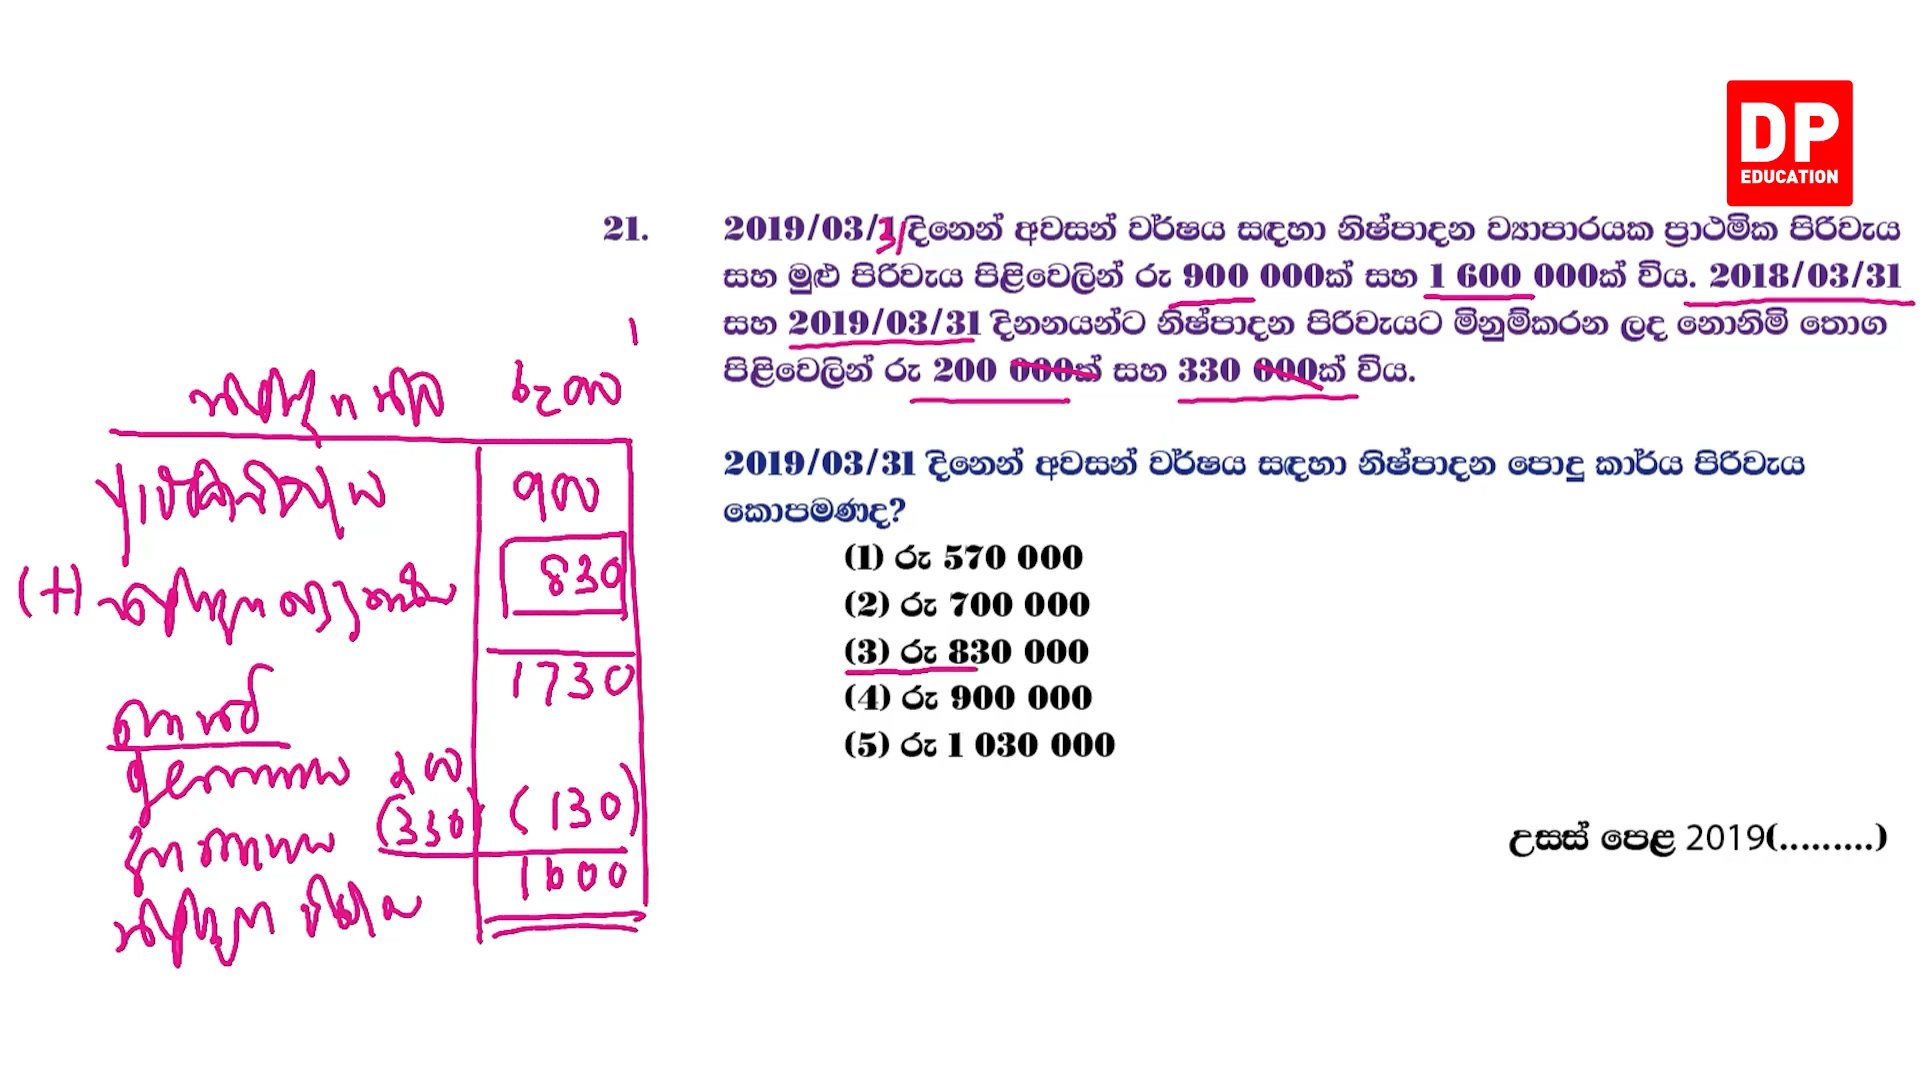 DP
EDUCATION
21. 2019/03/31 දිනෙන් අවසන් වර්ෂය සඳහා නිෂ්පාදන ව්‍යාපාරයක ප්‍රාථමික පිරිවැය
සහ මුළු පිරිවැය පිළිවෙලින් රු 900 000ක් සහ 1 600 000ක් විය. 2018/03/31
සහ 2019/03/31 දිනනයන්ට නිෂ්පාදන පිරිවැයට මිනුම්කරන ලද නොනිමි තොග
පිළිවෙලින් රු 200 000ක් සහ 330 000ක් විය.
2019/03/31 දිනෙන් අවසන් වර්ෂය සඳහා නිෂ්පාදන පොදු කාර්ය පිරිවැය
කොපමණද?
(1) රු 570 000
(2) රු 700 000
(3) රු 830 000
(4) රු 900 000
(5) රු 1 030 000
උසස් පෙළ 2019(.........)
900
(+) 830
1730
200
(330) (130)
1600